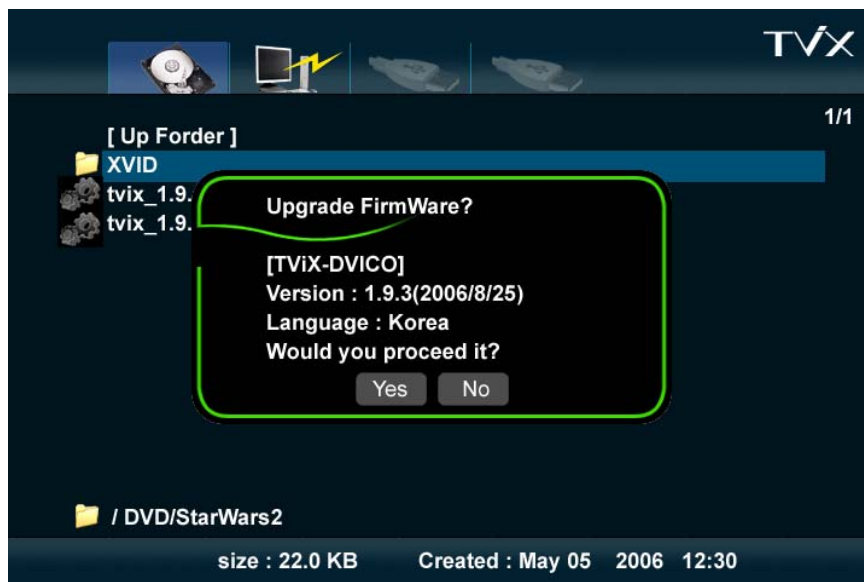 TViX
1/1
[ Up Forder ]
XVID
tvix_1.9.
tvix_1.9.
Upgrade FirmWare?
[TViX-DVICO]
Version : 1.9.3(2006/8/25)
Language : Korea
Would you proceed it?
Yes No
/ DVD/StarWars2
size : 22.0 KB Created : May 05 2006 12:30